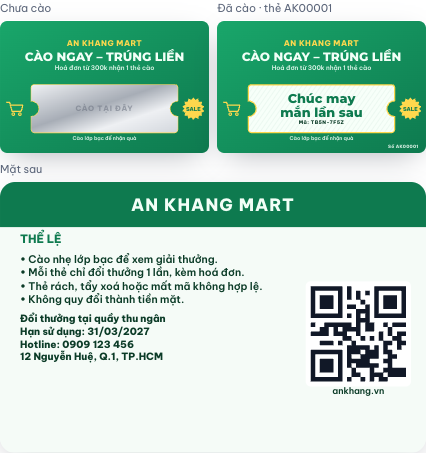 Chưa cào
Đã cào · thẻ AK00001
AN KHANG MART
CÀO NGAY – TRÚNG LIỀN
Hoá đơn từ 300k nhận 1 thẻ cào
CÀO TẠI ĐÂY
SALE
Cào lớp bạc để nhận quà
AN KHANG MART
CÀO NGAY – TRÚNG LIỀN
Hoá đơn từ 300k nhận 1 thẻ cào
Chúc may
mắn lần sau
Mã: TB5N-7F5Z
SALE
Cào lớp bạc để nhận quà
Số AK00001
Mặt sau
AN KHANG MART
THỂ LỆ
• Cào nhẹ lớp bạc để xem giải thưởng.
• Mỗi thẻ chỉ đổi thưởng 1 lần, kèm hoá đơn.
• Thẻ rách, tẩy xoá hoặc mất mã không hợp lệ.
• Không quy đổi thành tiền mặt.
Đổi thưởng tại quầy thu ngân
Hạn sử dụng: 31/03/2027
Hotline: 0909 123 456
12 Nguyễn Huệ, Q.1, TP.HCM
ankhang.vn